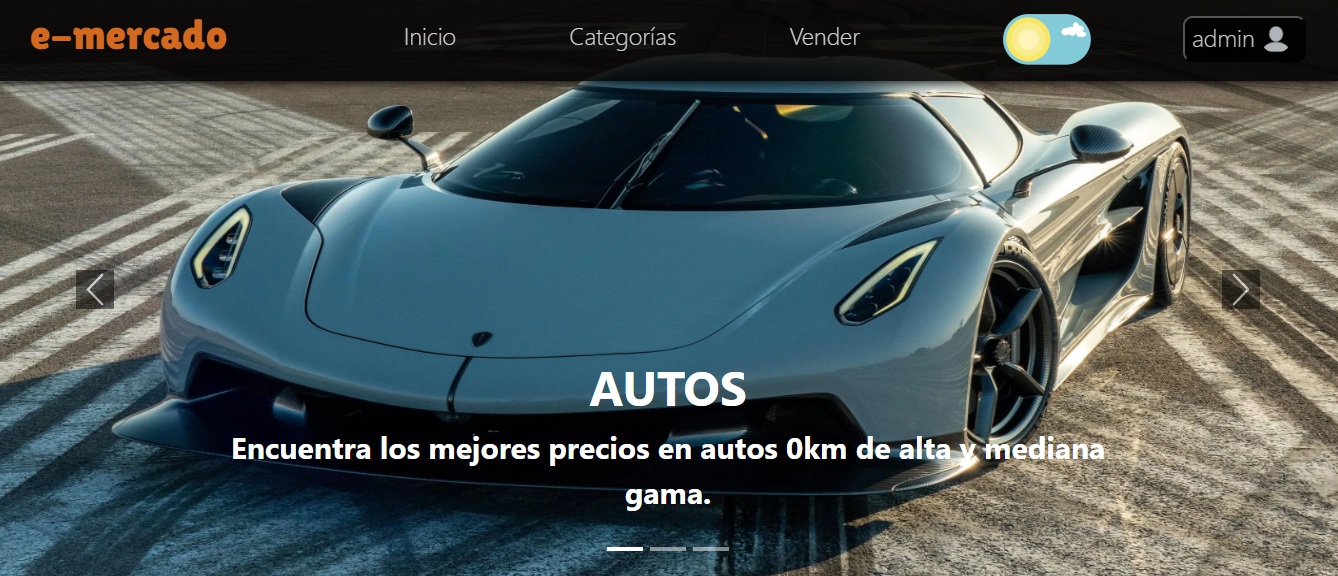 e-mercado
Inicio
Categorías
Vender
admin
AUTOS
Encuentra los mejores precios en autos 0km de alta y mediana
gama.